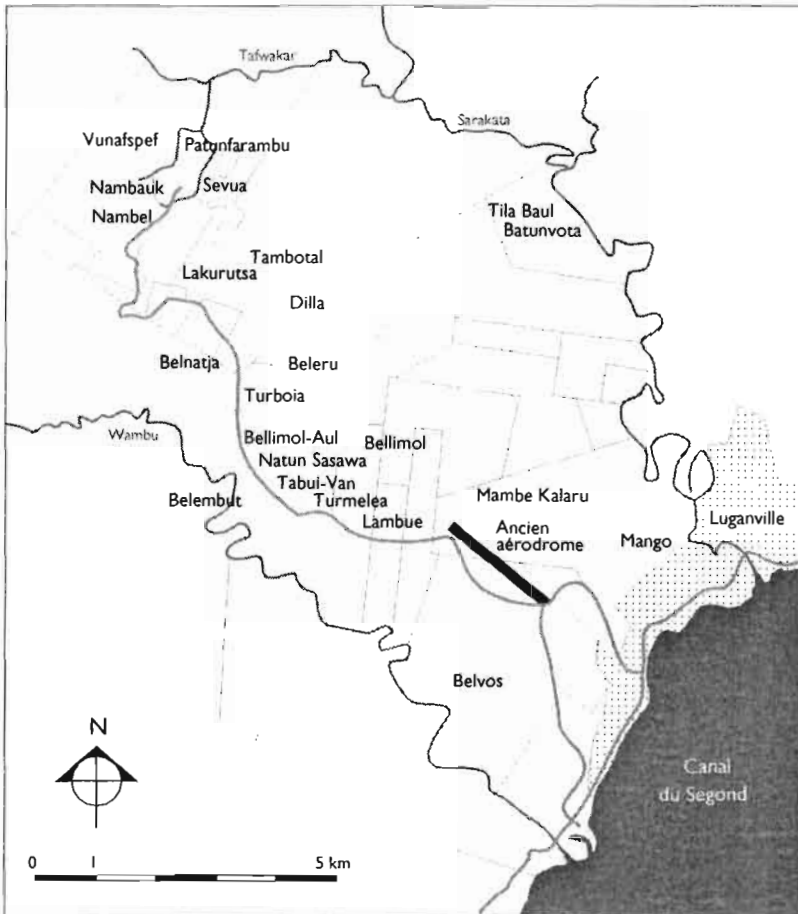 Tafwakar
Sarakata
Vunafspef
Patunfarambu
Nambauk
Sevua
Nambel
Tila Baul
Batunvota
Tambotal
Lakurutsa
Dilla
Belnatja
Beleru
Turboia
Wambu
Bellimol-Aul
Bellimol
Natun Sasawa
Tabui-Van
Belembut
Turmelea
Mambe Kalaru
Lambue
Ancien
aérodrome
Mango
Luganville
Belvos
N
Canal
du Segond
0 1 5 km